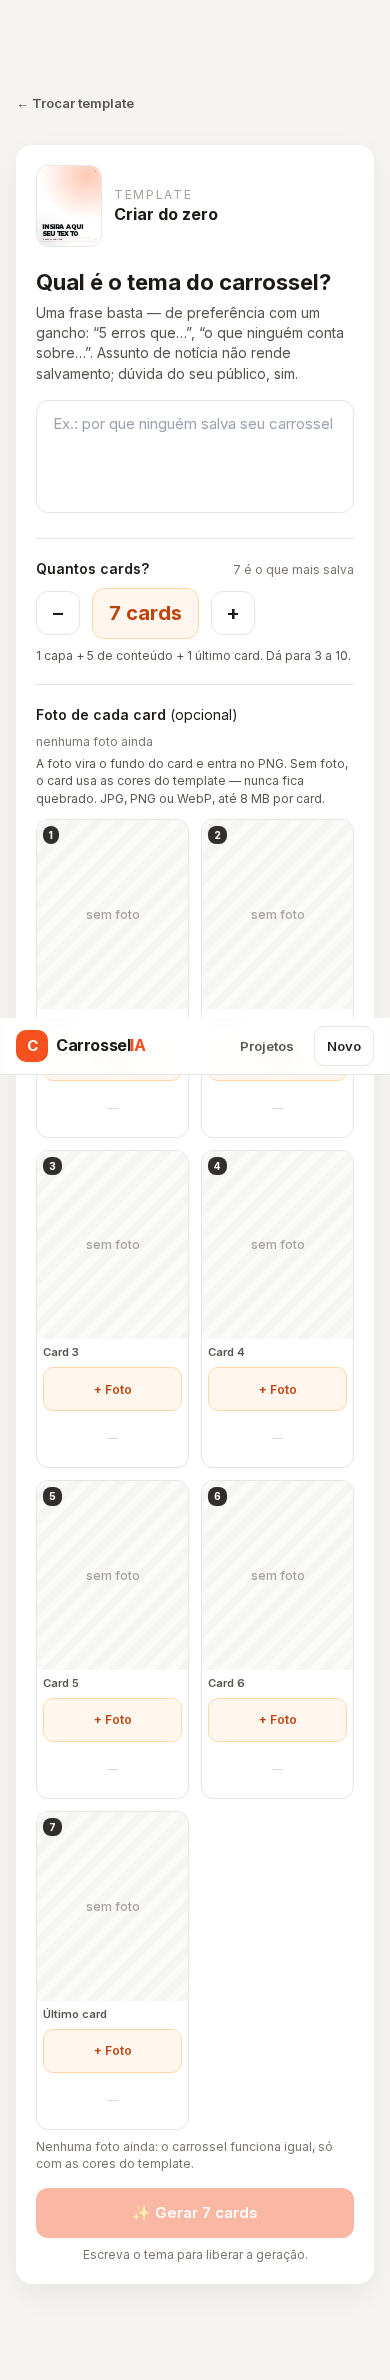 ← Trocar template
INSIRA AQUI
SEU TEXTO
TEMPLATE
Criar do zero
Qual é o tema do carrossel?
Uma frase basta — de preferência com um
gancho: “5 erros que…”, “o que ninguém conta
sobre…”. Assunto de notícia não rende
salvamento; dúvida do seu público, sim.
Ex.: por que ninguém salva seu carrossel
Quantos cards?
7 é o que mais salva
− 7 cards +
1 capa + 5 de conteúdo + 1 último card. Dá para 3 a 10.
Foto de cada card (opcional)
nenhuma foto ainda
A foto vira o fundo do card e entra no PNG. Sem foto,
o card usa as cores do template — nunca fica
quebrado. JPG, PNG ou WebP, até 8 MB por card.
1
sem foto
2
sem foto
C CarrosselIA
Projetos
Novo
—
—
3
sem foto
Card 3
+ Foto
—
4
sem foto
Card 4
+ Foto
—
5
sem foto
Card 5
+ Foto
—
6
sem foto
Card 6
+ Foto
—
7
sem foto
Último card
+ Foto
—
Nenhuma foto ainda: o carrossel funciona igual, só
com as cores do template.
✨ Gerar 7 cards
Escreva o tema para liberar a geração.